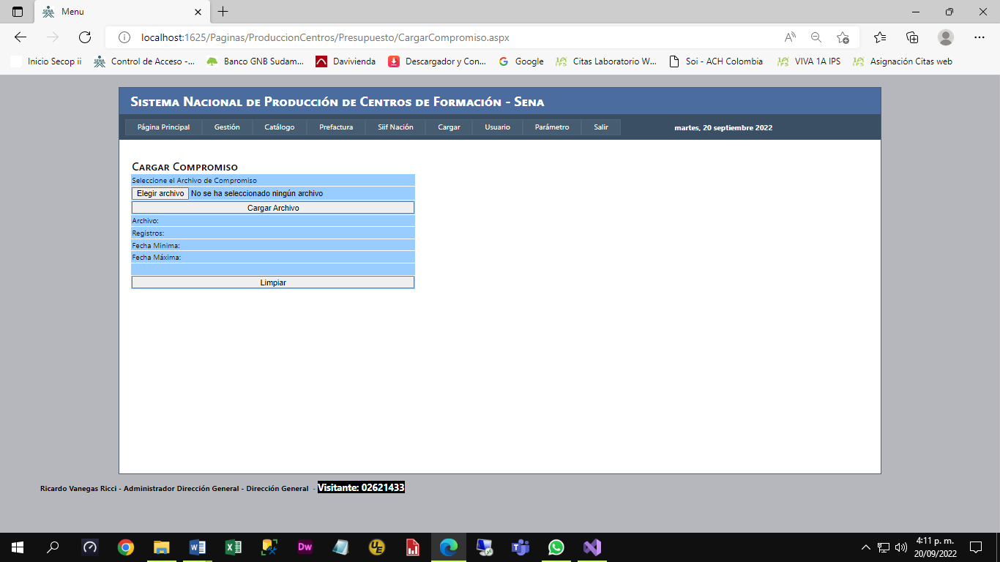 Menu
localhost:1625/Paginas/ProduccionCentros/Presupuesto/CargarCompromiso.aspx
Inicio Secop ii Control de Acceso -... Banco GNB Sudam... Davivienda Descargador y Con... Google Citas Laboratorio W... Soi - ACH Colombia VIVA 1A IPS Asignación Citas web
Sistema Nacional de Producción de Centros de Formación - Sena
Página Principal Gestión Catálogo Prefactura Siif Nación Cargar Usuario Parámetro Salir martes, 20 septiembre 2022
Cargar Compromiso
Seleccione el Archivo de Compromiso
Elegir archivo No se ha seleccionado ningún archivo
Cargar Archivo
Archivo:
Registros:
Fecha Minima:
Fecha Máxima:
Limpiar
Ricardo Vanegas Ricci - Administrador Dirección General - Dirección General - Visitante: 02621433
4:11 p. m.
20/09/2022